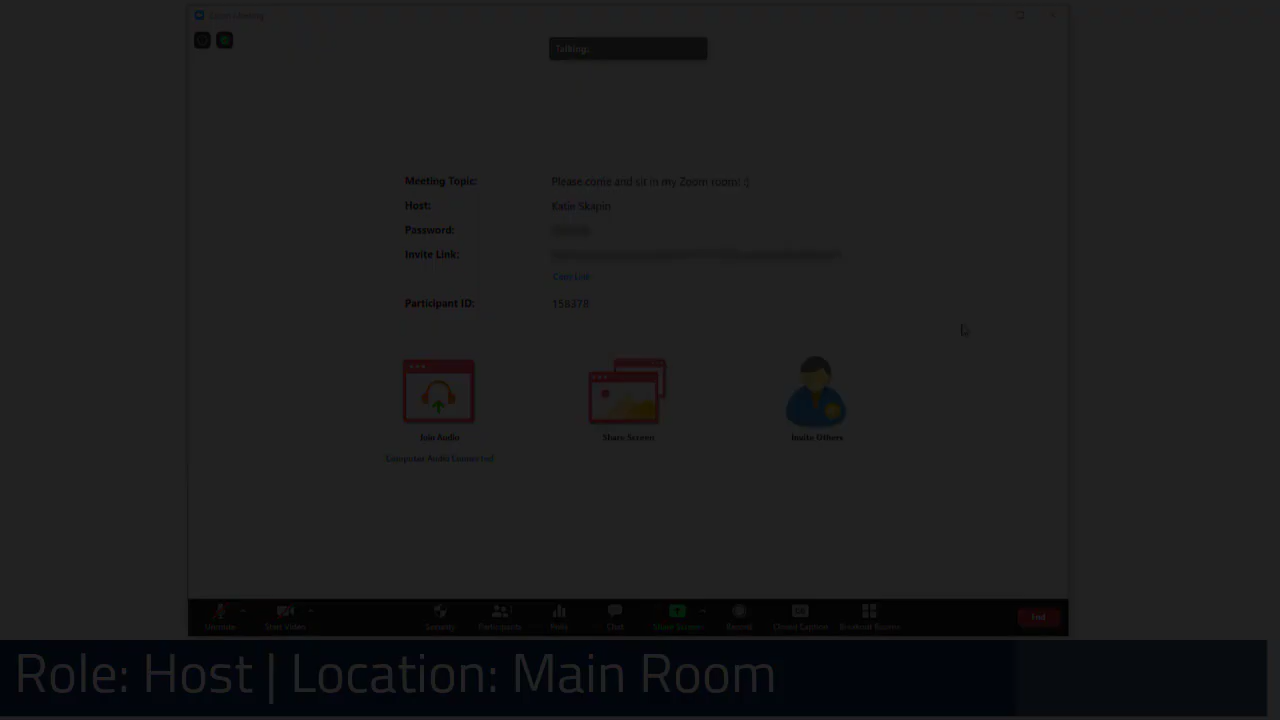 Zoom Meeting
Talking:
Meeting Topic: Please come and sit in my Zoom room! :)
Host: Katie Skapin
Password:
Invite Link:
Copy Link
Participant ID: 158378
Join Audio Share Screen Invite Others
Computer Audio Connected
Unmute Start Video Security Participants Polls Chat Share Screen Record Closed Caption Breakout Rooms End
Role: Host | Location: Main Room